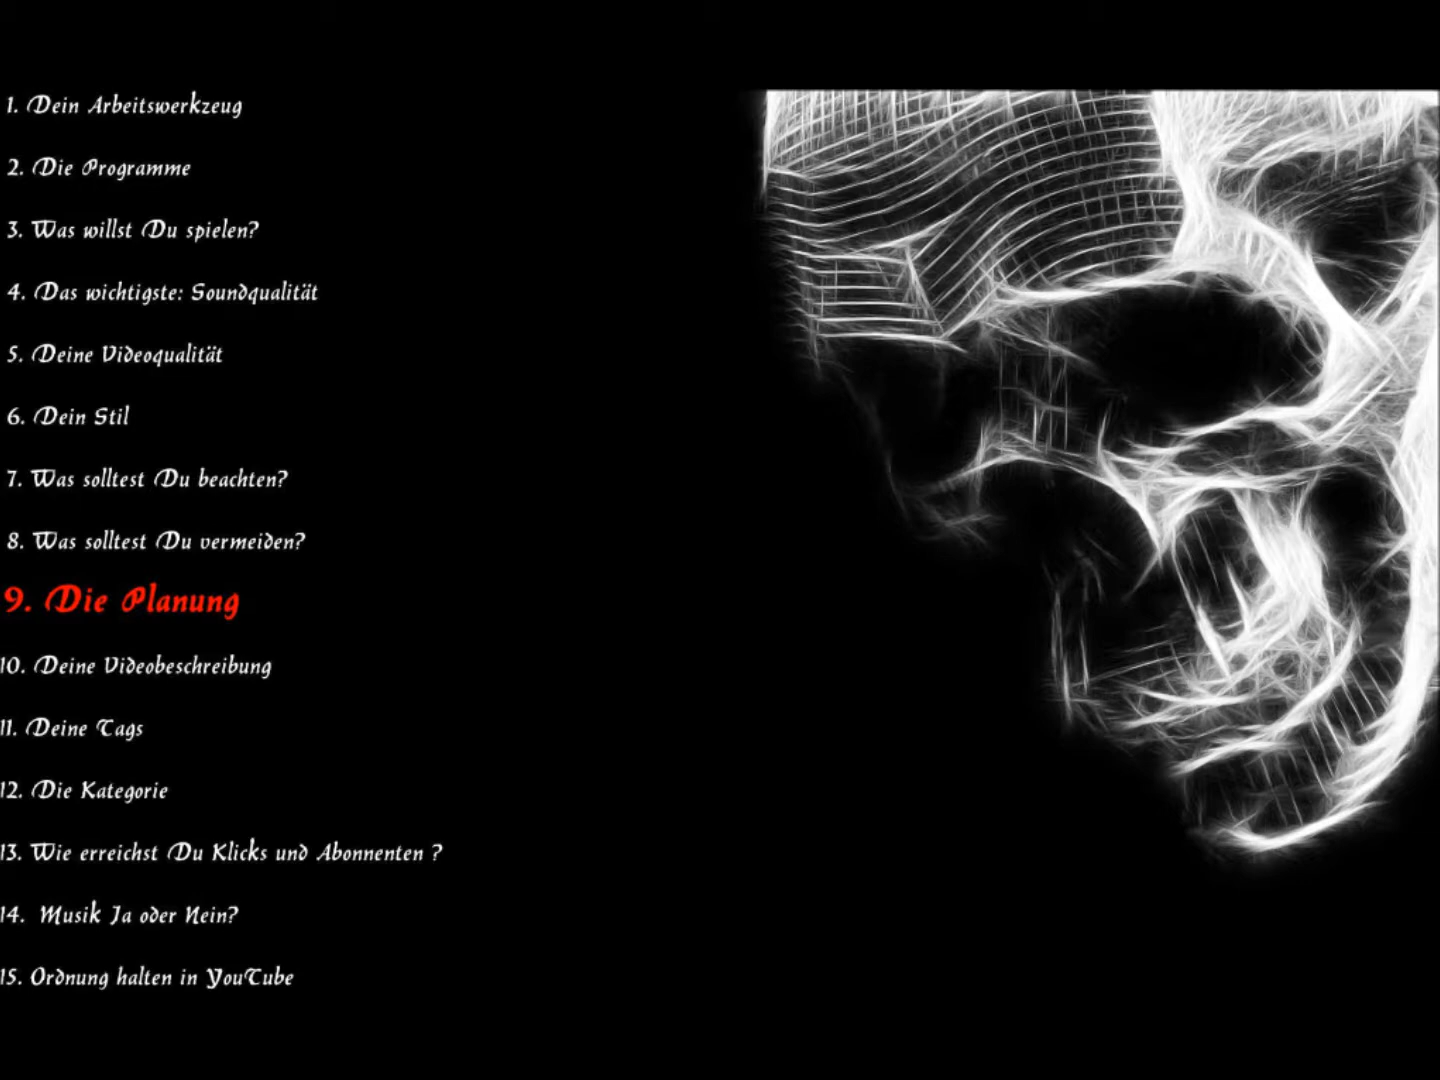 1. Dein Arbeitswerkzeug
2. Die Programme
3. Was willst Du spielen?
4. Das wichtigste: Soundqualität
5. Deine Videoqualität
6. Dein Stil
7. Was solltest Du beachten?
8. Was solltest Du vermeiden?
9. Die Planung
10. Deine Videobeschreibung
11. Deine Tags
12. Die Kategorie
13. Wie erreichst Du Klicks und Abonnenten ?
14. Musik Ja oder Nein?
15. Ordnung halten in YouTube